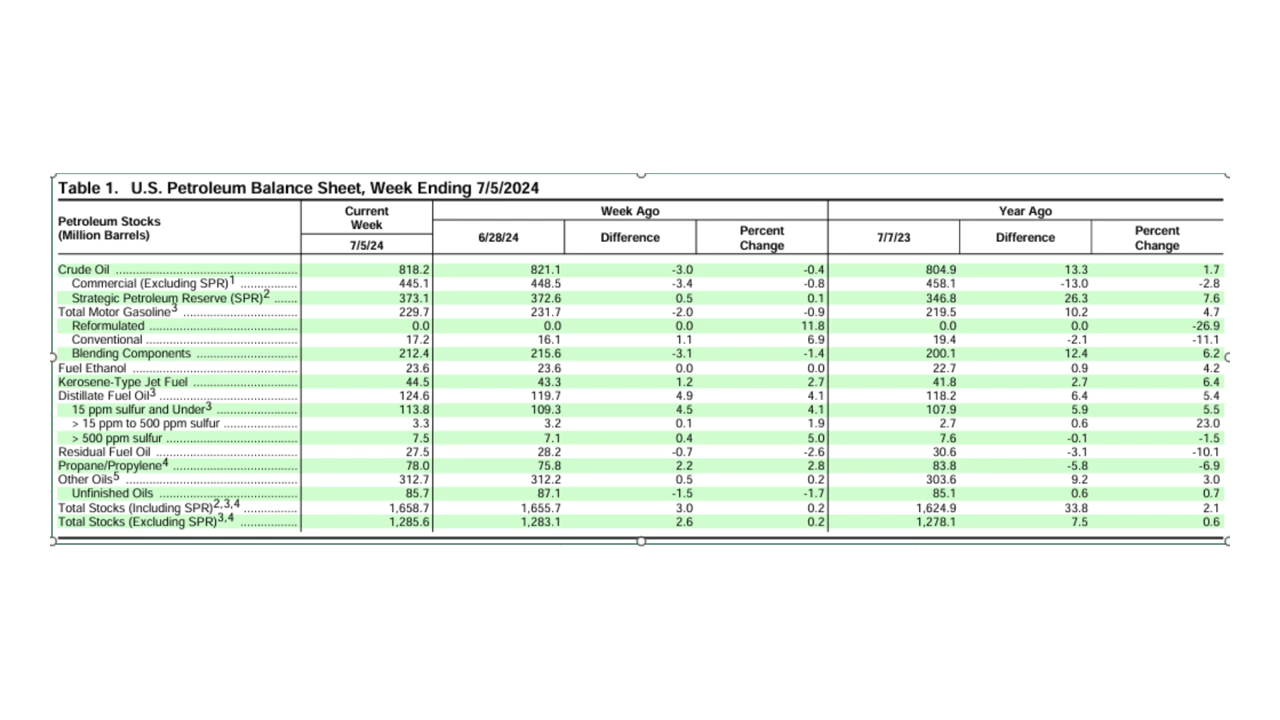 Table 1. U.S. Petroleum Balance Sheet, Week Ending 7/5/2024
Petroleum Stocks (Million Barrels) Current Week Week Ago Year Ago
7/5/24 6/28/24 Difference Percent Change 7/7/23 Difference Percent Change
Crude Oil 818.2 821.1 -3.0 -0.4 804.9 13.3 1.7
Commercial (Excluding SPR)1 445.1 448.5 -3.4 -0.8 458.1 -13.0 -2.8
Strategic Petroleum Reserve (SPR)2 373.1 372.6 0.5 0.1 346.8 26.3 7.6
Total Motor Gasoline3 229.7 231.7 -2.0 -0.9 219.5 10.2 4.7
Reformulated 0.0 0.0 0.0 11.8 0.0 0.0 -26.9
Conventional 17.2 16.1 1.1 6.9 19.4 -2.1 -11.1
Blending Components 212.4 215.6 -3.1 -1.4 200.1 12.4 6.2
Fuel Ethanol 23.6 23.6 0.0 0.0 22.7 0.9 4.2
Kerosene-Type Jet Fuel 44.5 43.3 1.2 2.7 41.8 2.7 6.4
Distillate Fuel Oil3 124.6 119.7 4.9 4.1 118.2 6.4 5.4
15 ppm sulfur and Under3 113.8 109.3 4.5 4.1 107.9 5.9 5.5
> 15 ppm to 500 ppm sulfur 3.3 3.2 0.1 1.9 2.7 0.6 23.0
> 500 ppm sulfur 7.5 7.1 0.4 5.0 7.6 -0.1 -1.5
Residual Fuel Oil 27.5 28.2 -0.7 -2.6 30.6 -3.1 -10.1
Propane/Propylene4 78.0 75.8 2.2 2.8 83.8 -5.8 -6.9
Other Oils5 312.7 312.2 0.5 0.2 303.6 9.2 3.0
Unfinished Oils 85.7 87.1 -1.5 -1.7 85.1 0.6 0.7
Total Stocks (Including SPR)2,3,4 1,658.7 1,655.7 3.0 0.2 1,624.9 33.8 2.1
Total Stocks (Excluding SPR)3,4 1,285.6 1,283.1 2.6 0.2 1,278.1 7.5 0.6